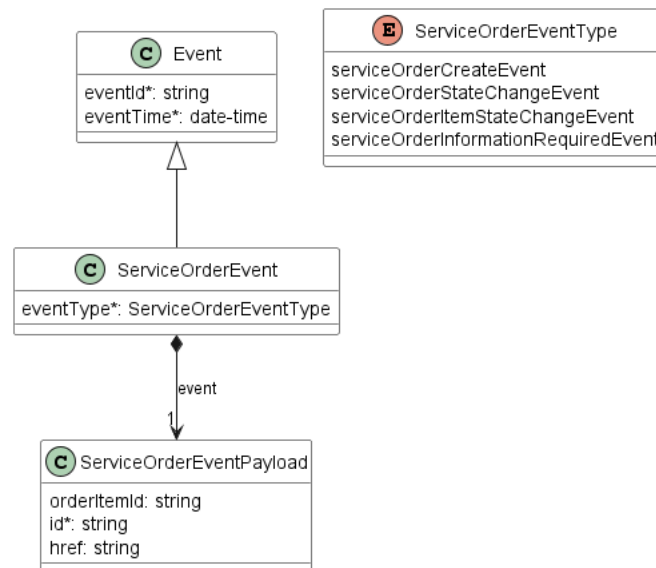 C Event
eventId*: string
eventTime*: date-time
E ServiceOrderEventType
serviceOrderCreateEvent
serviceOrderStateChangeEvent
serviceOrderItemStateChangeEvent
serviceOrderInformationRequiredEvent
C ServiceOrderEvent
eventType*: ServiceOrderEventType
event
1
C ServiceOrderEventPayload
orderItemId: string
id*: string
href: string